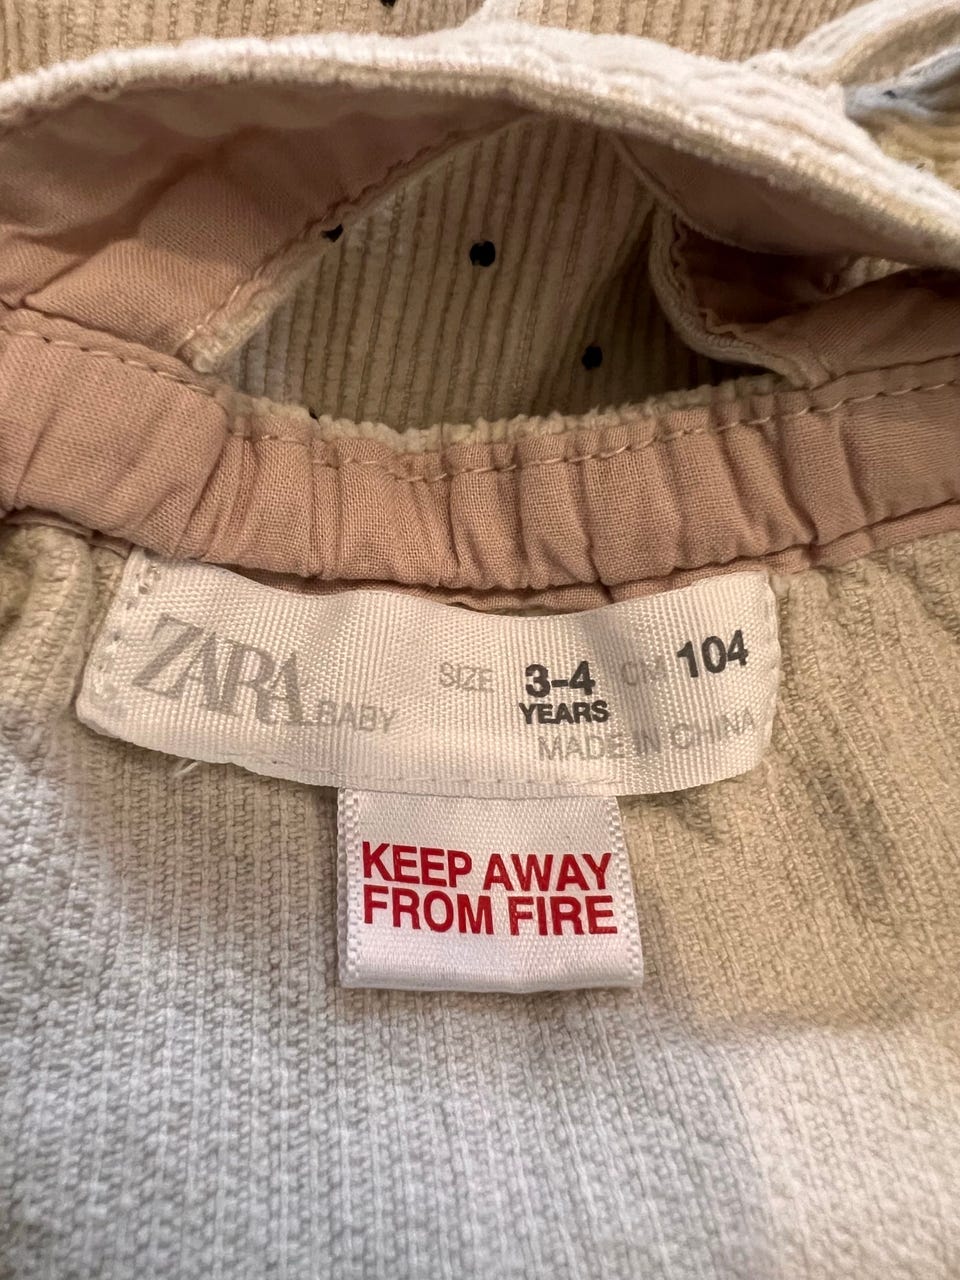 ZARA BABY SIZE 3-4 YEARS CM 104
MADE IN CHINA
KEEP AWAY
FROM FIRE